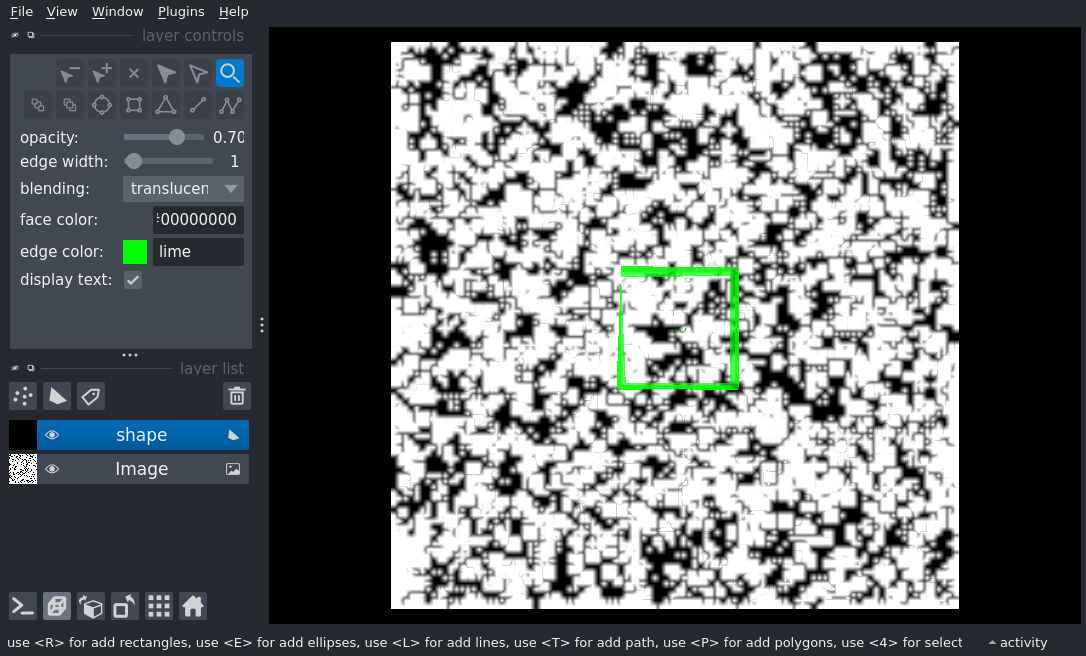 File View Window Plugins Help
layer controls
opacity: 0.70
edge width: 1
blending: translucen
face color: 00000000
edge color: lime
display text:
layer list
shape
Image
use <R> for add rectangles, use <E> for add ellipses, use <L> for add lines, use <T> for add path, use <P> for add polygons, use <4> for select activity